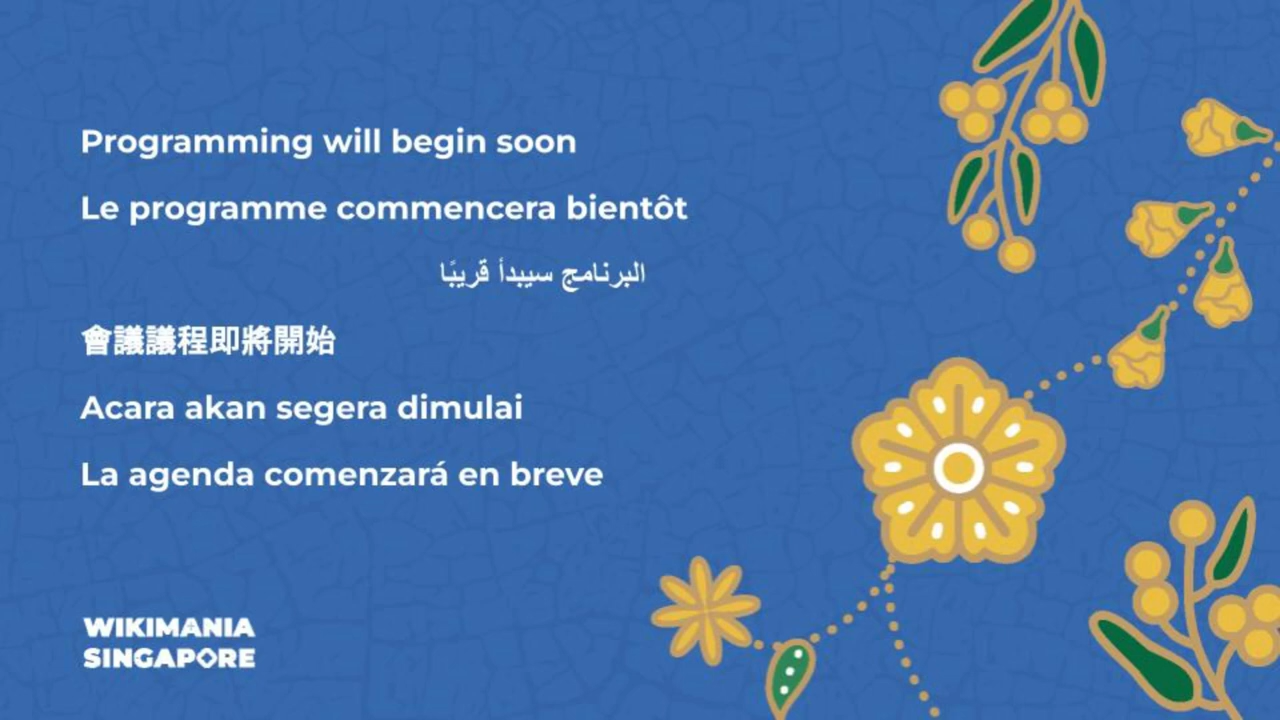 Programming will begin soon
Le programme commencera bientôt
البرنامج سيبدأ قريبًا
會議議程即將開始
Acara akan segera dimulai
La agenda comenzará en breve
WIKIMANIA
SINGAPORE